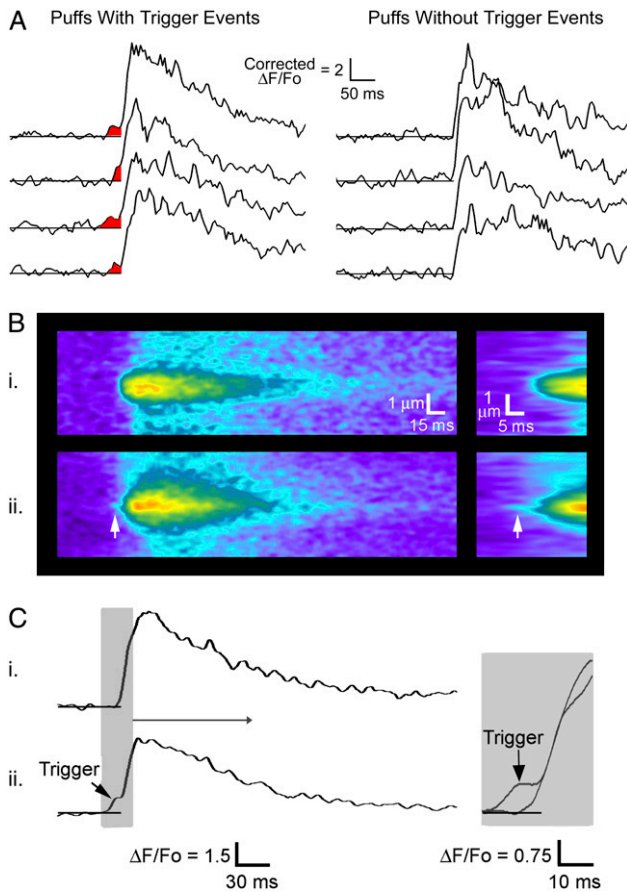 A
Puffs With Trigger Events
Puffs Without Trigger Events
Corrected
ΔF/Fo = 2
50 ms
B
i.
1 μm
15 ms
1
μm
5 ms
ii.
C
i.
Trigger
ii.
Trigger
ΔF/Fo = 1.5
30 ms
ΔF/Fo = 0.75
10 ms